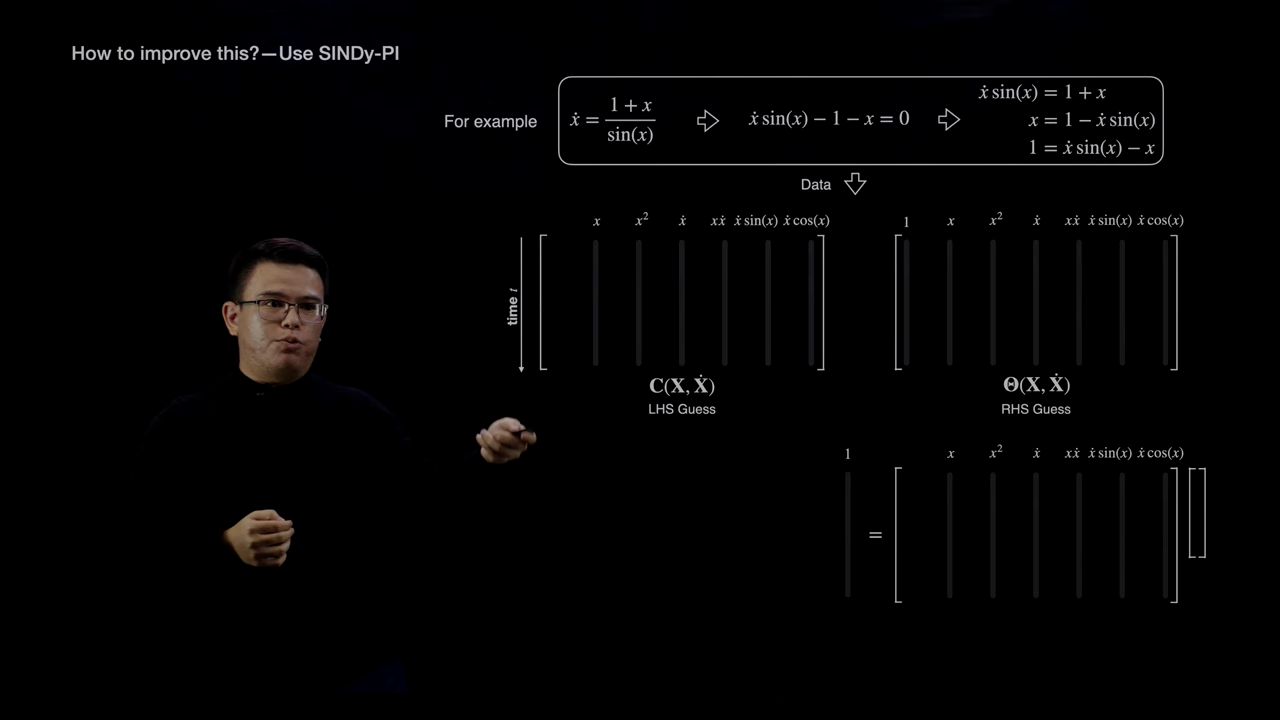 How to improve this?—Use SINDy-PI
For example
ẋ = (1 + x) / sin(x) ⇨ ẋ sin(x) − 1 − x = 0 ⇨
ẋ sin(x) = 1 + x
x = 1 − ẋ sin(x)
1 = ẋ sin(x) − x
Data
x x² ẋ xẋ ẋ sin(x) ẋ cos(x)
time t
C(X, Ẋ)
LHS Guess
1 x x² ẋ xẋ ẋ sin(x) ẋ cos(x)
Θ(X, Ẋ)
RHS Guess
1 x x² ẋ xẋ ẋ sin(x) ẋ cos(x)
=